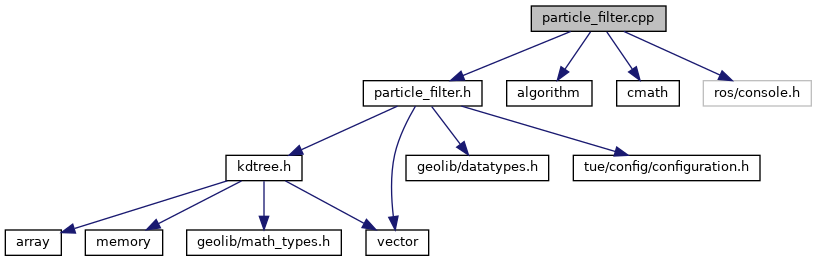 particle_filter.cpp
particle_filter.h
algorithm
cmath
ros/console.h
kdtree.h
geolib/datatypes.h
tue/config/configuration.h
array
memory
geolib/math_types.h
vector